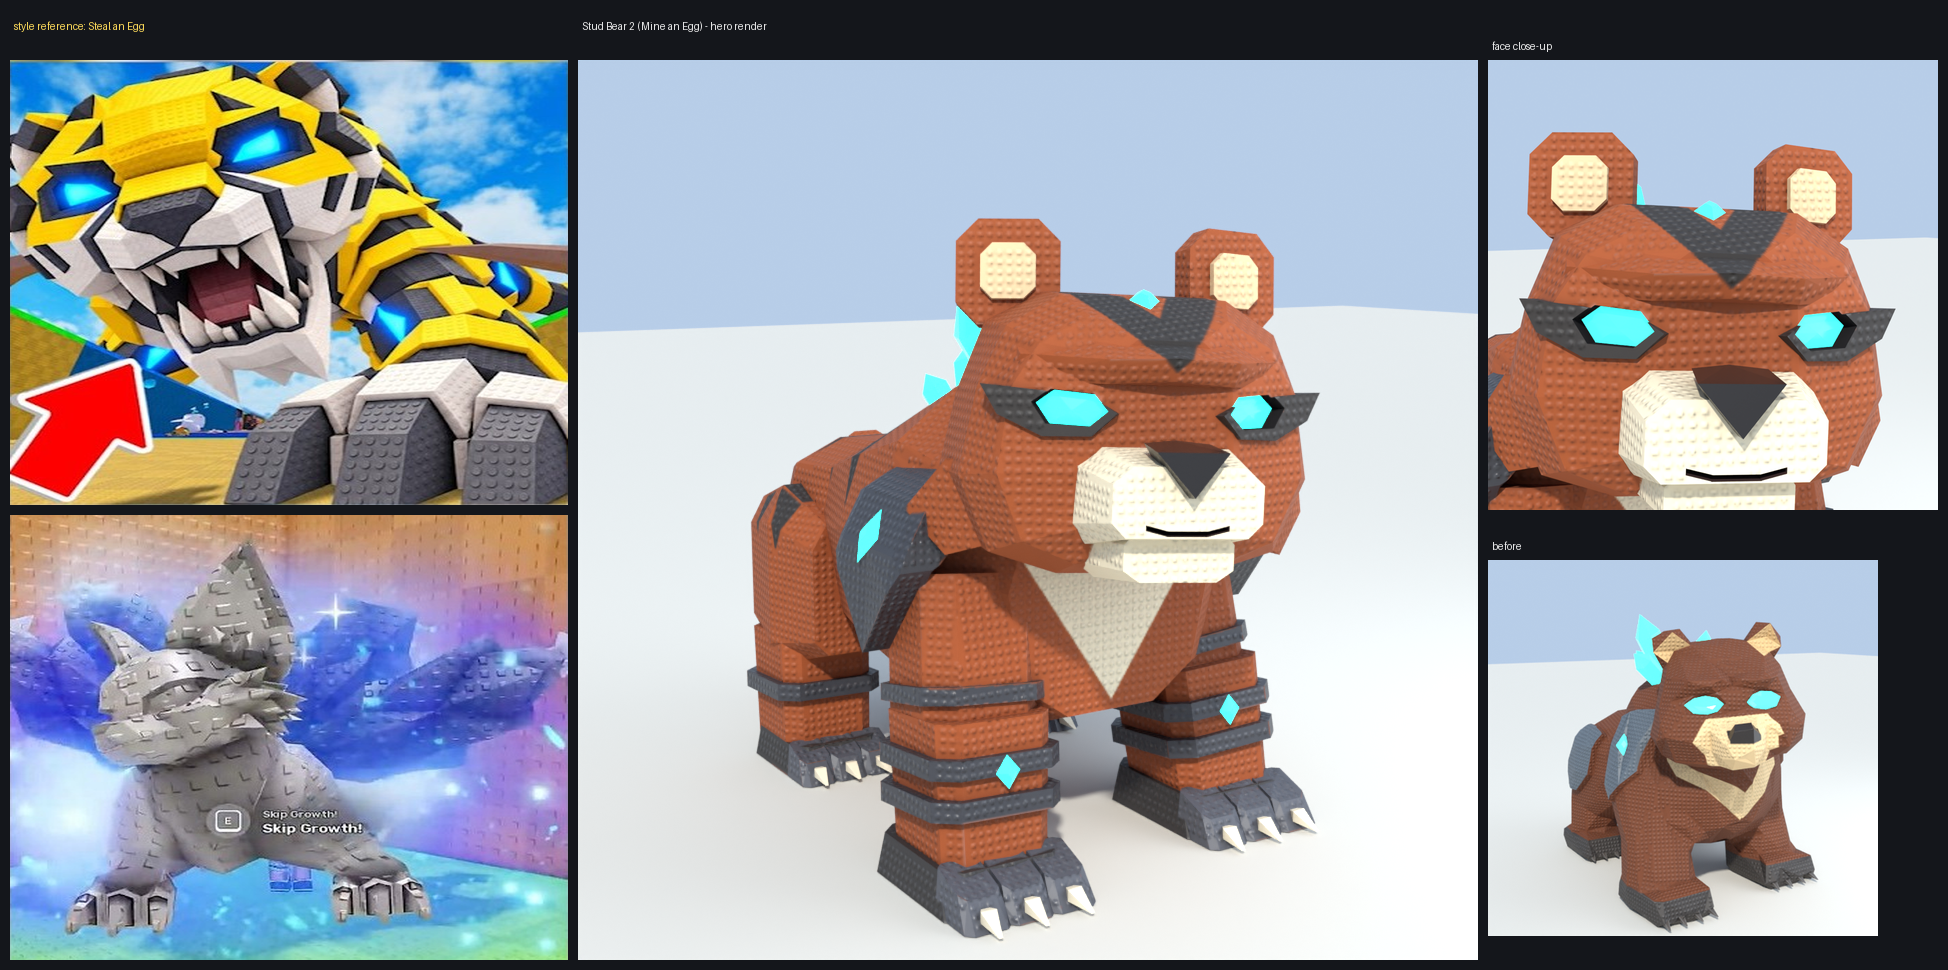 style reference: Steal an Egg
Stud Bear 2 (Mine an Egg) - hero render
face close-up
before
E
Skip Growth!
Skip Growth!